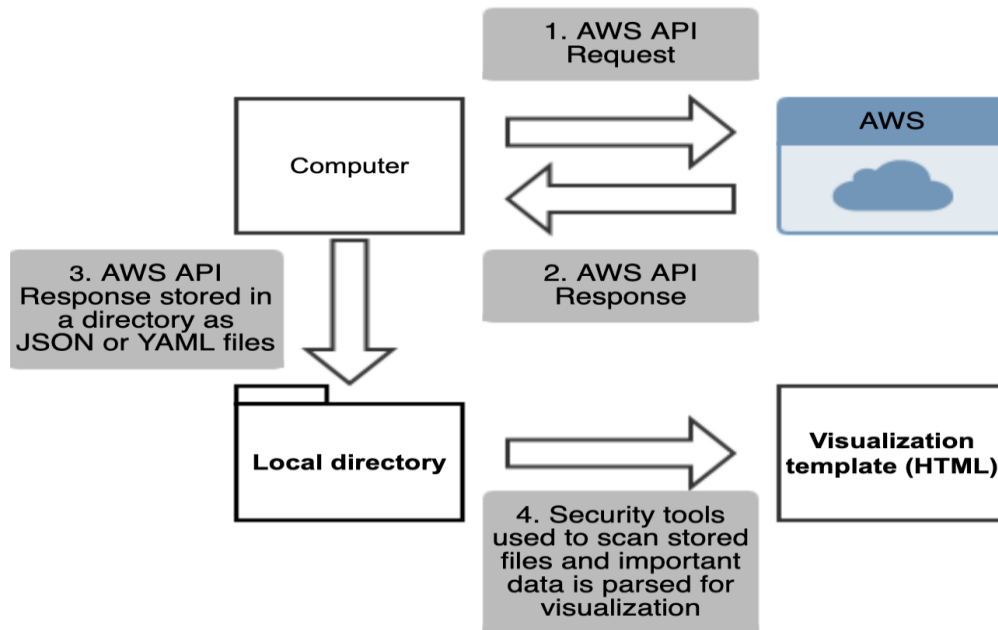 1. AWS API
Request
AWS
Computer
2. AWS API
Response
3. AWS API
Response stored in
a directory as
JSON or YAML files
Local directory
Visualization
template (HTML)
4. Security tools
used to scan stored
files and important
data is parsed for
visualization